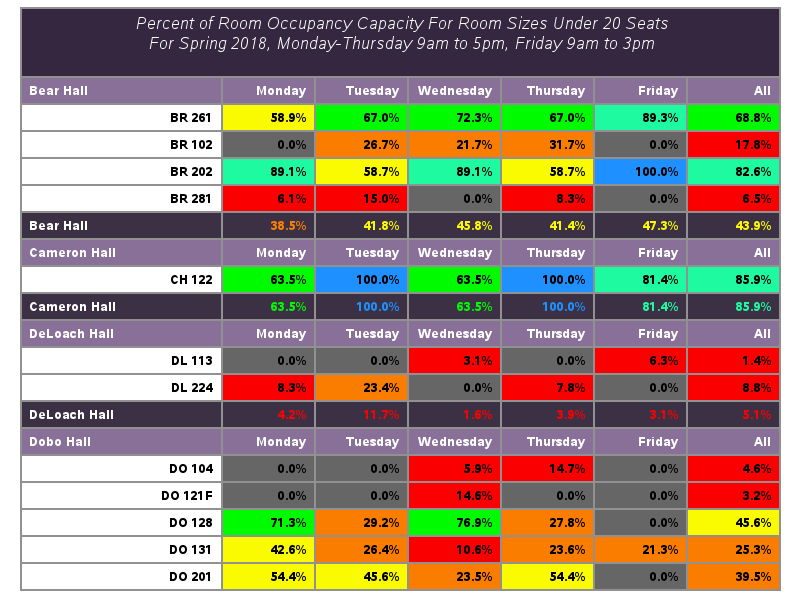 Percent of Room Occupancy Capacity For Room Sizes Under 20 Seats
For Spring 2018, Monday-Thursday 9am to 5pm, Friday 9am to 3pm
Bear Hall Monday Tuesday Wednesday Thursday Friday All
BR 261 58.9% 67.0% 72.3% 67.0% 89.3% 68.8%
BR 102 0.0% 26.7% 21.7% 31.7% 0.0% 17.8%
BR 202 89.1% 58.7% 89.1% 58.7% 100.0% 82.6%
BR 281 6.1% 15.0% 0.0% 8.3% 0.0% 6.5%
Bear Hall 38.5% 41.8% 45.8% 41.4% 47.3% 43.9%
Cameron Hall Monday Tuesday Wednesday Thursday Friday All
CH 122 63.5% 100.0% 63.5% 100.0% 81.4% 85.9%
Cameron Hall 63.5% 100.0% 63.5% 100.0% 81.4% 85.9%
DeLoach Hall Monday Tuesday Wednesday Thursday Friday All
DL 113 0.0% 0.0% 3.1% 0.0% 6.3% 1.4%
DL 224 8.3% 23.4% 0.0% 7.8% 0.0% 8.8%
DeLoach Hall 4.2% 11.7% 1.6% 3.9% 3.1% 5.1%
Dobo Hall Monday Tuesday Wednesday Thursday Friday All
DO 104 0.0% 0.0% 5.9% 14.7% 0.0% 4.6%
DO 121F 0.0% 0.0% 14.6% 0.0% 0.0% 3.2%
DO 128 71.3% 29.2% 76.9% 27.8% 0.0% 45.6%
DO 131 42.6% 26.4% 10.6% 23.6% 21.3% 25.3%
DO 201 54.4% 45.6% 23.5% 54.4% 0.0% 39.5%